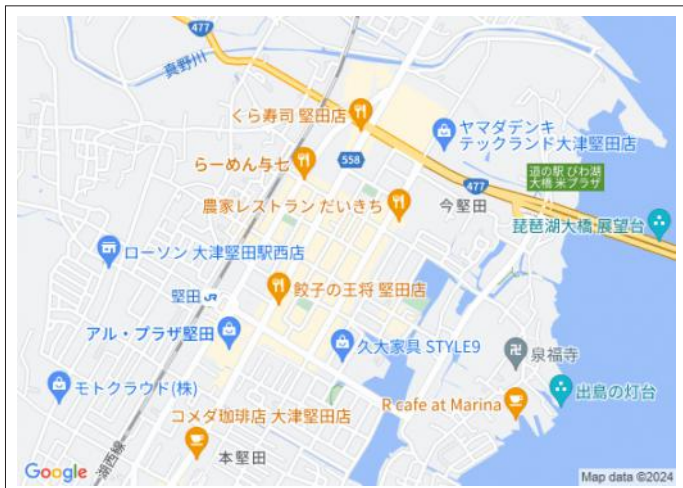 477
真野川
くら寿司 堅田店
ヤマダデンキ
テックランド大津堅田店
らーめん与七
558
道の駅 びわ湖
大橋 米プラザ
477
農家レストラン だいきち
今堅田
琵琶湖大橋 展望台
ローソン 大津堅田駅西店
堅田 JR
餃子の王将 堅田店
アル・プラザ堅田
久大家具 STYLE9
泉福寺
モトクラウド(株)
出島の灯台
R cafe at Marina
コメダ珈琲店 大津堅田店
本堅田
湖西線
Google
Map data ©2024